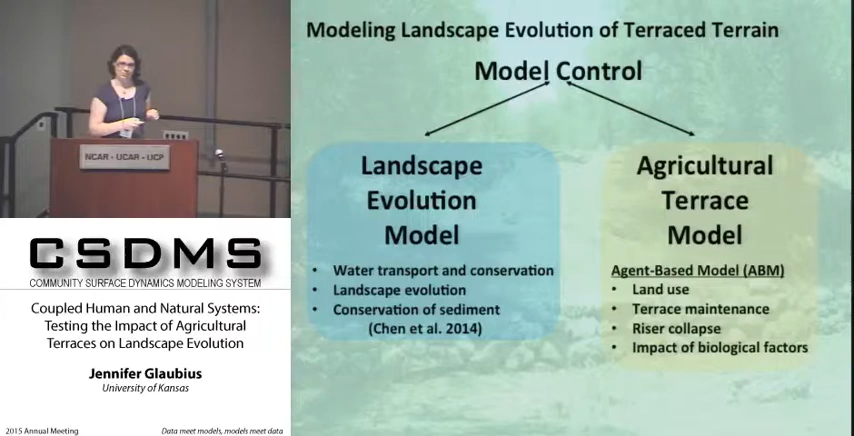 NCAR - UCAR - UCP
CSDMS
COMMUNITY SURFACE DYNAMICS MODELING SYSTEM
Coupled Human and Natural Systems:
Testing the Impact of Agricultural
Terraces on Landscape Evolution
Jennifer Glaubius
University of Kansas
2015 Annual Meeting
Data meet models, models meet data
Modeling Landscape Evolution of Terraced Terrain
Model Control
Landscape
Evolution
Model
• Water transport and conservation
• Landscape evolution
• Conservation of sediment
(Chen et al. 2014)
Agricultural
Terrace
Model
Agent-Based Model (ABM)
• Land use
• Terrace maintenance
• Riser collapse
• Impact of biological factors